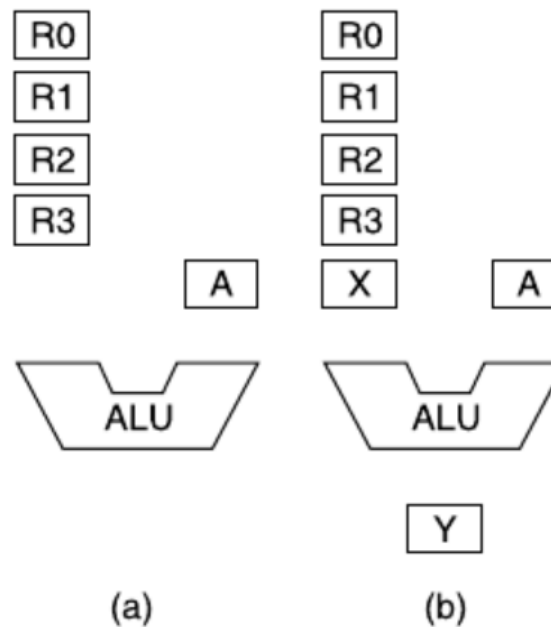 R0 R0
R1 R1
R2 R2
R3 R3
A X A
ALU ALU
Y
(a) (b)